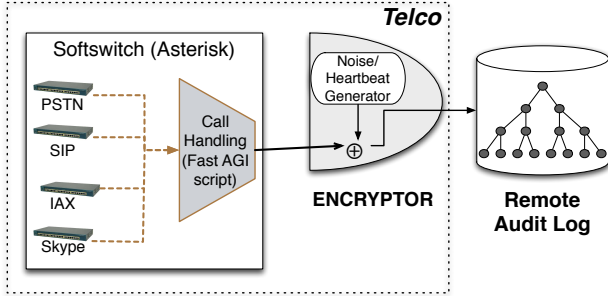 Telco
Softswitch (Asterisk)
PSTN
SIP
IAX
Skype
Call
Handling
(Fast AGI
script)
Noise/
Heartbeat
Generator
ENCRYPTOR
Remote
Audit Log